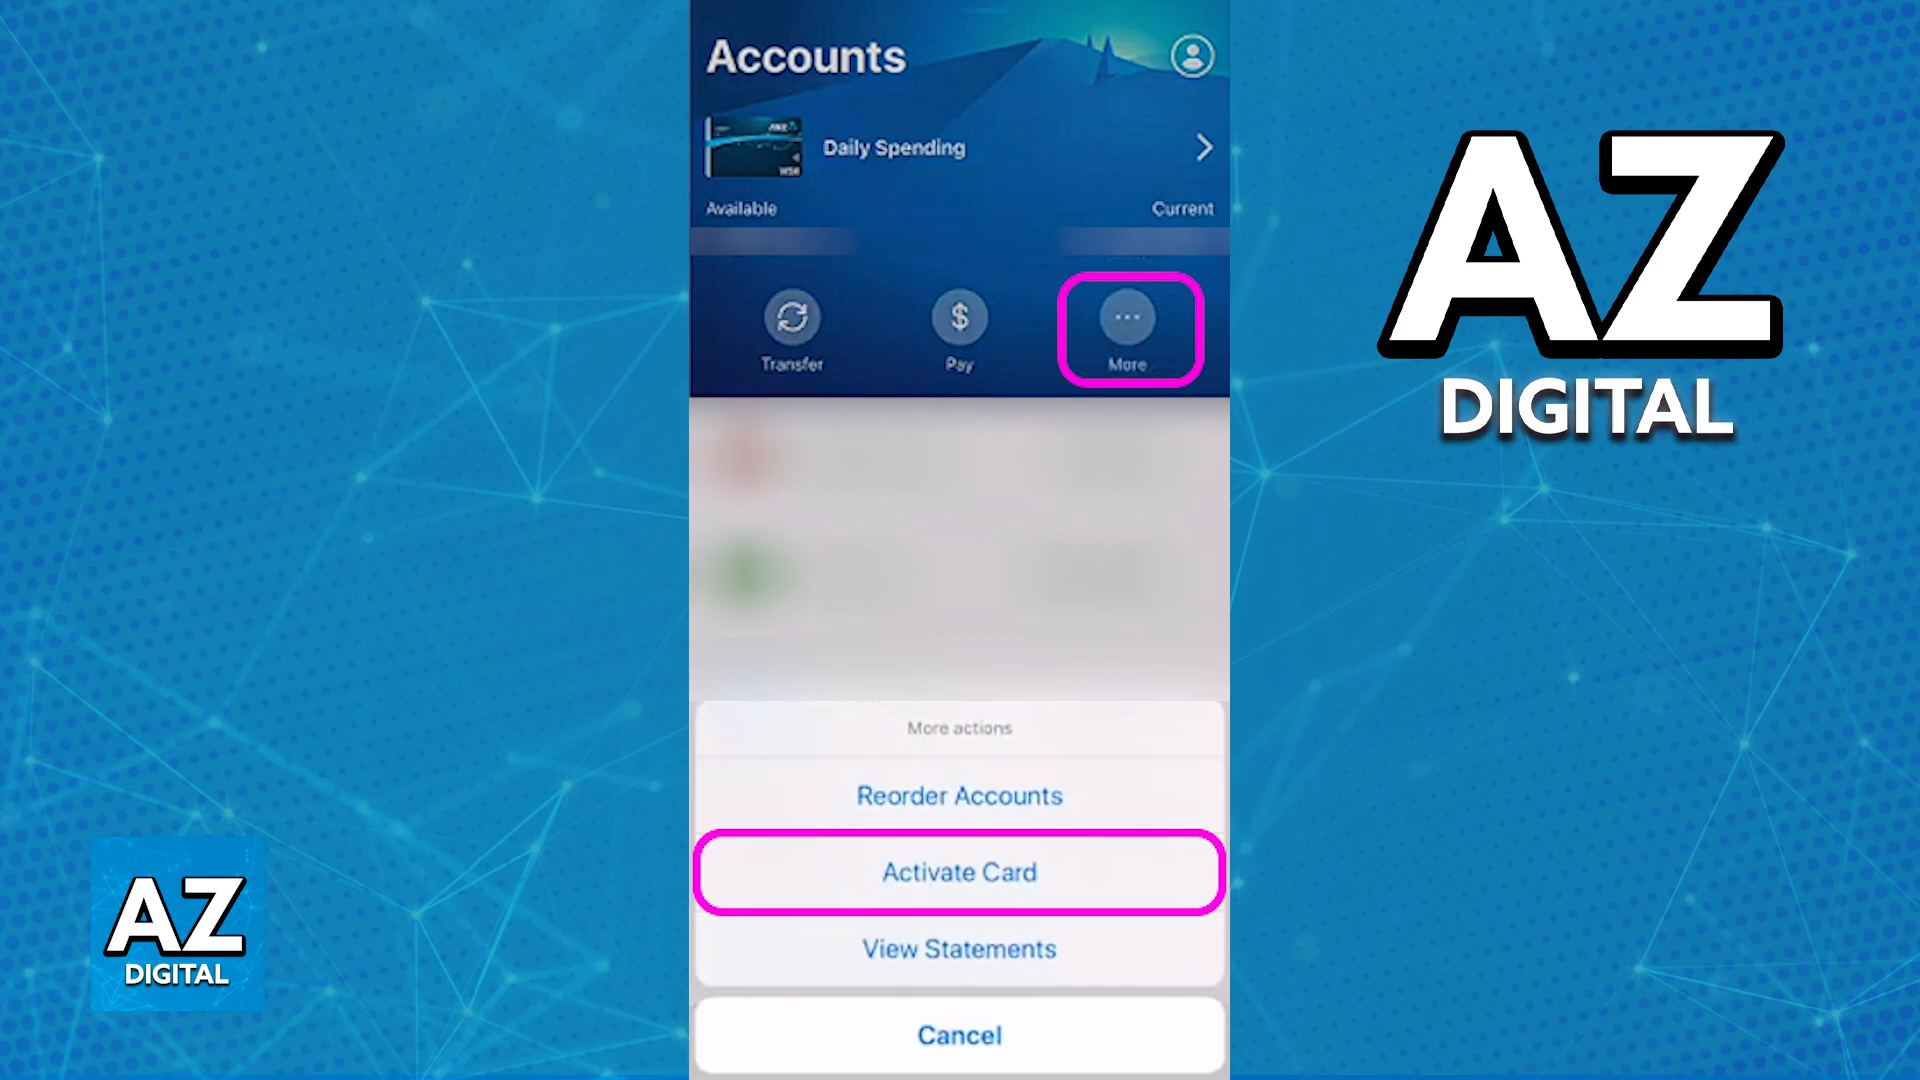 Accounts
Daily Spending
Available
Current
Transfer
Pay
More
More actions
Reorder Accounts
Activate Card
View Statements
Cancel
AZ
DIGITAL
AZ
DIGITAL